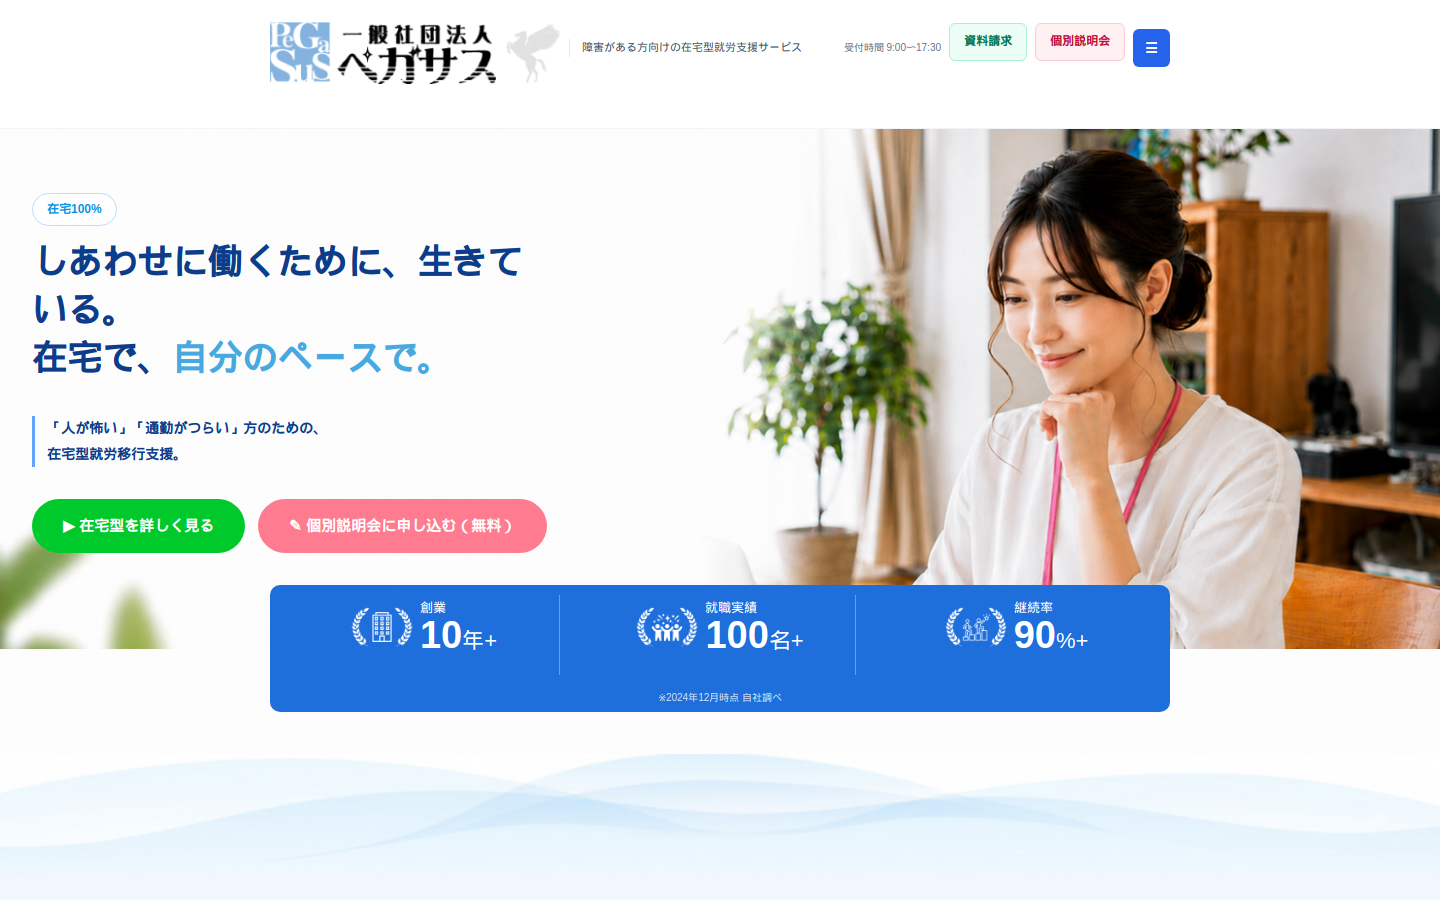 PeGaSuS
一般社団法人
ペガサス
障害がある方向けの在宅型就労支援サービス
受付時間 9:00〜17:30
資料請求
個別説明会
☰
在宅100%
しあわせに働くために、生きて
いる。
在宅で、自分のペースで。
「人が怖い」「通勤がつらい」方のための、
在宅型就労移行支援。
▶ 在宅型を詳しく見る
✎ 個別説明会に申し込む（無料）
創業
10年+
就職実績
100名+
継続率
90%+
※2024年12月時点 自社調べ